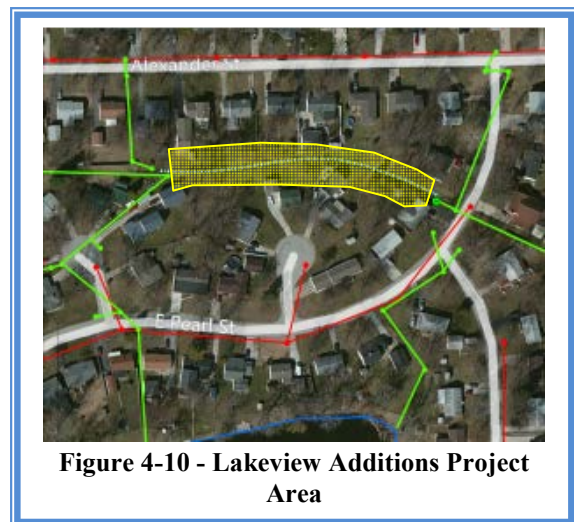 Alexander St
E Pearl St
Figure 4-10 - Lakeview Additions Project
Area